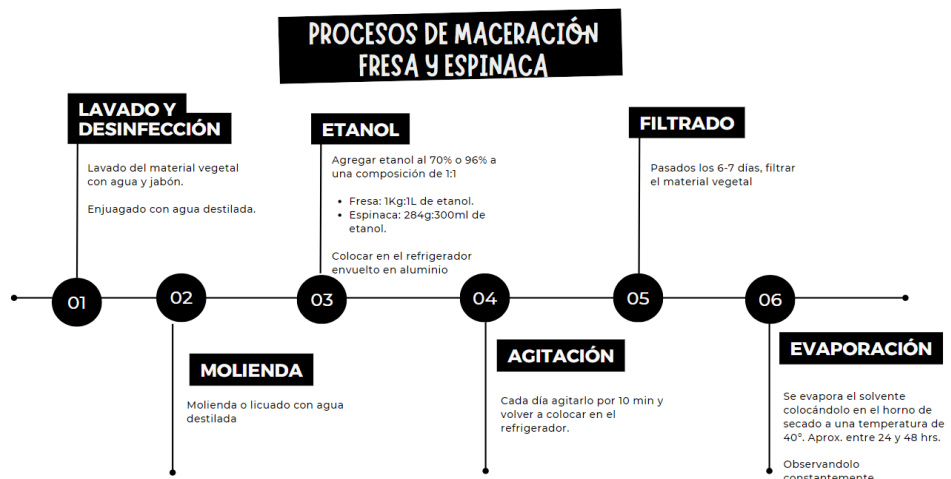 PROCESOS DE MACERACIÓN
FRESA Y ESPINACA
LAVADO Y
DESINFECCIÓN
Lavado del material vegetal
con agua y jabón.
Enjuagado con agua destilada.
ETANOL
Agregar etanol al 70% o 96% a
una composición de 1:1
• Fresa: 1Kg:1L de etanol.
• Espinaca: 284g:300ml de
etanol.
Colocar en el refrigerador
envuelto en aluminio
FILTRADO
Pasados los 6-7 días, filtrar
el material vegetal
01
02
03
04
05
06
MOLIENDA
Molienda o licuado con agua
destilada
AGITACIÓN
Cada día agitarlo por 10 min y
volver a colocar en el
refrigerador.
EVAPORACIÓN
Se evapora el solvente
colocándolo en el horno de
secado a una temperatura de
40°. Aprox. entre 24 y 48 hrs.
Observandolo
constantemente